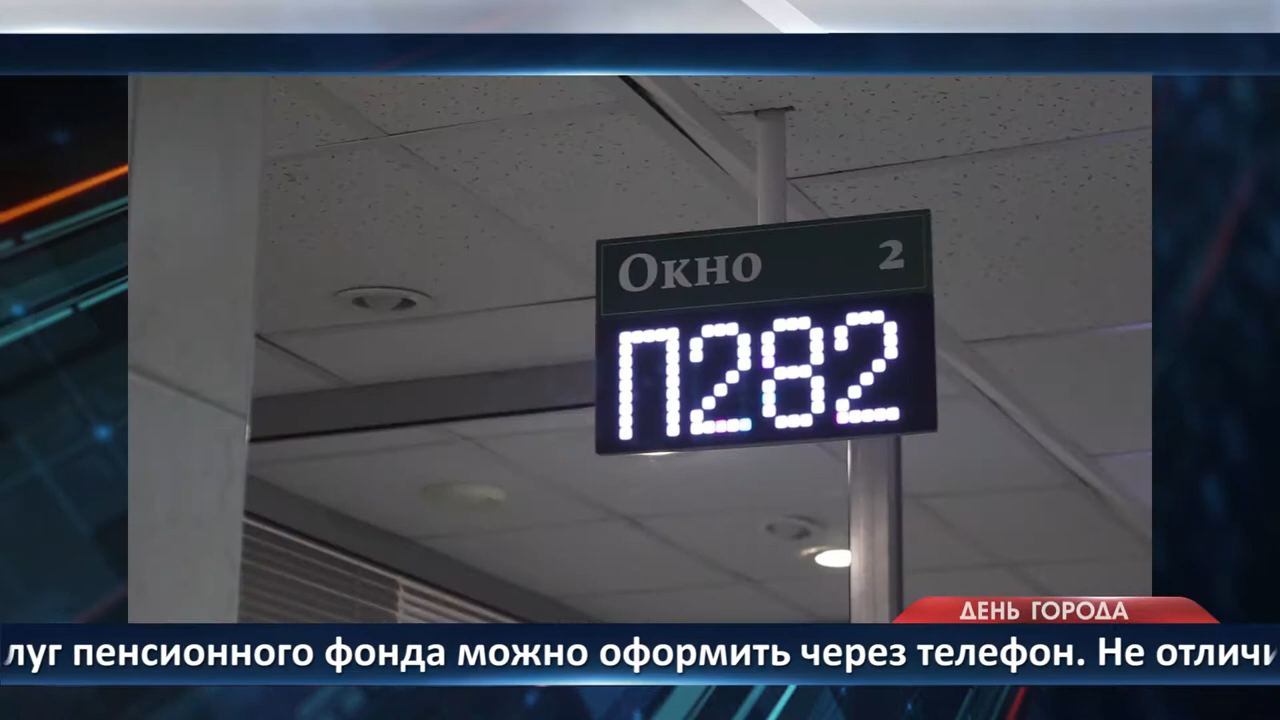 Окно 2
П282
ДЕНЬ ГОРОДА
луг пенсионного фонда можно оформить через телефон. Не отличи